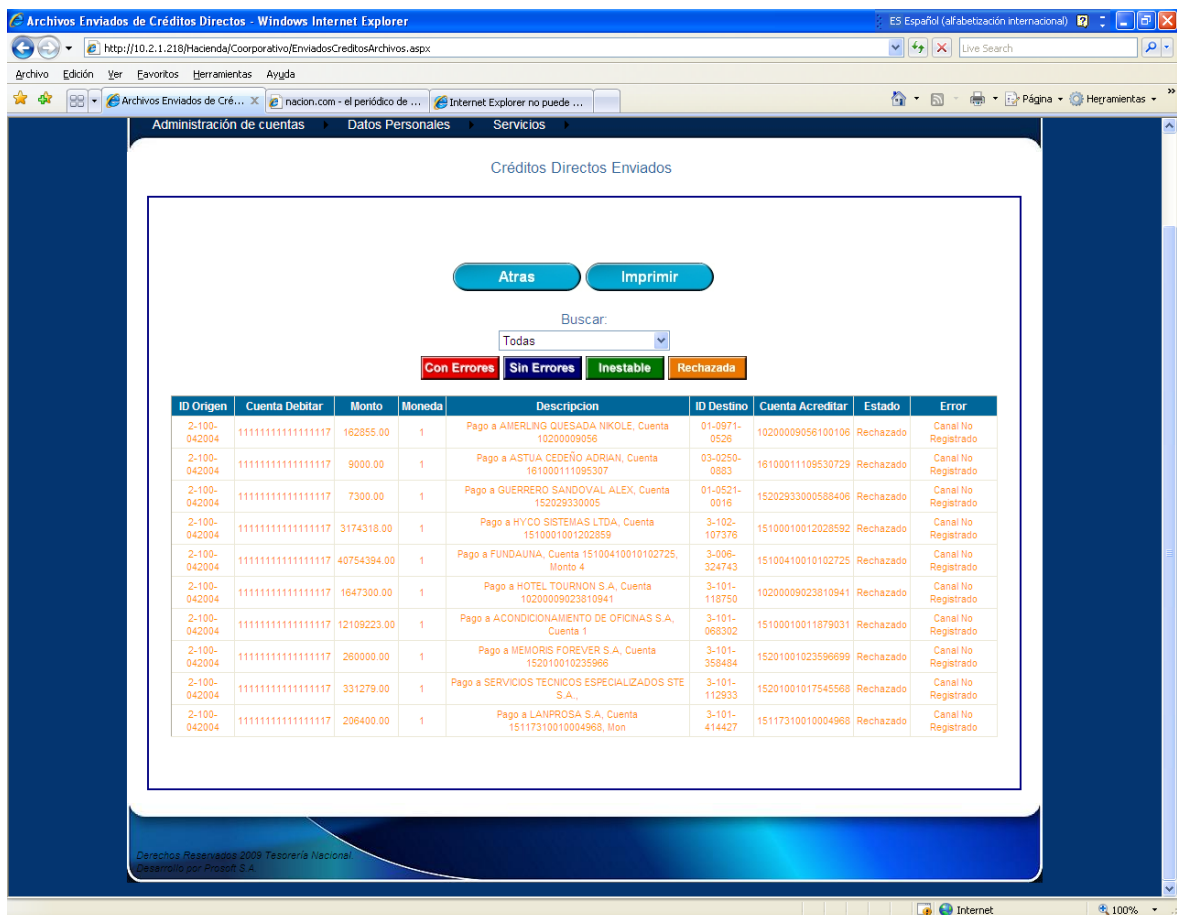 Archivos Enviados de Créditos Directos - Windows Internet Explorer
ES Español (alfabetización internacional)
http://10.2.1.218/Hacienda/Coorporativo/EnviadosCreditosArchivos.aspx
Live Search
Archivo Edición Ver Favoritos Herramientas Ayuda
Archivos Enviados de Cré... nacion.com - el periódico de ... Internet Explorer no puede ... Página Herramientas
Administración de cuentas Datos Personales Servicios
Créditos Directos Enviados
Atras Imprimir
Buscar:
Todas
Con Errores Sin Errores Inestable Rechazada
ID Origen Cuenta Debitar Monto Moneda Descripcion ID Destino Cuenta Acreditar Estado Error
2-100-042004 11111111111111117 162855.00 1 Pago a AMERLING QUESADA NIKOLE, Cuenta 10200009056 01-0971-0526 10200009056100106 Rechazado Canal No Registrado
2-100-042004 11111111111111117 9000.00 1 Pago a ASTUA CEDEÑO ADRIAN, Cuenta 161000111095307 03-0250-0883 16100011109530729 Rechazado Canal No Registrado
2-100-042004 11111111111111117 7300.00 1 Pago a GUERRERO SANDOVAL ALEX, Cuenta 152029330005 01-0521-0016 15202933000588406 Rechazado Canal No Registrado
2-100-042004 11111111111111117 3174318.00 1 Pago a HYCO SISTEMAS LTDA, Cuenta 1510001001202859 3-102-107376 15100010012028592 Rechazado Canal No Registrado
2-100-042004 11111111111111117 40754394.00 1 Pago a FUNDAUNA, Cuenta 15100410010102725, Monto 4 3-006-324743 15100410010102725 Rechazado Canal No Registrado
2-100-042004 11111111111111117 1647300.00 1 Pago a HOTEL TOURNON S.A, Cuenta 10200009023810941 3-101-118750 10200009023810941 Rechazado Canal No Registrado
2-100-042004 11111111111111117 12109223.00 1 Pago a ACONDICIONAMIENTO DE OFICINAS S.A, Cuenta 1 3-101-068302 15100010011879031 Rechazado Canal No Registrado
2-100-042004 11111111111111117 260000.00 1 Pago a MEMORIS FOREVER S.A, Cuenta 152010010235966 3-101-358484 15201001023596699 Rechazado Canal No Registrado
2-100-042004 11111111111111117 331279.00 1 Pago a SERVICIOS TECNICOS ESPECIALIZADOS STE S.A., 3-101-112933 15201001017545568 Rechazado Canal No Registrado
2-100-042004 11111111111111117 206400.00 1 Pago a LANPROSA S.A, Cuenta 15117310010004968, Mon 3-101-414427 15117310010004968 Rechazado Canal No Registrado
Derechos Reservados 2009 Tesorería Nacional.
Desarrollo por Prosoft S.A.
Internet 100%